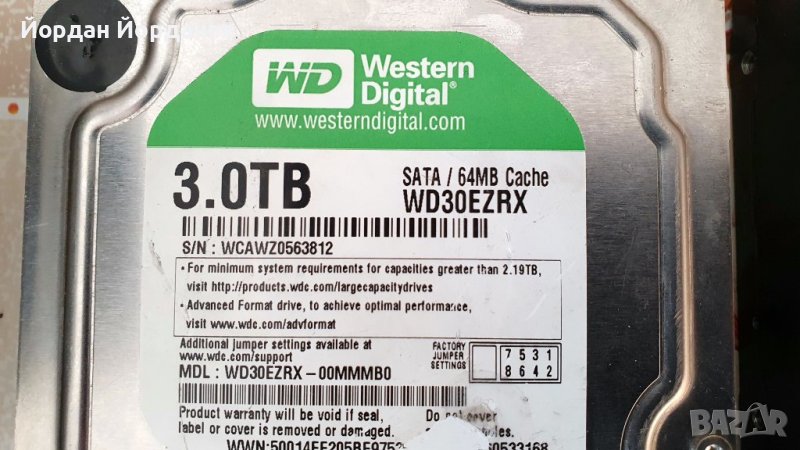 Йордан
WD Western
Digital®
www.westerndigital.com
3.0TB
SATA / 64MB Cache
WD30EZRX
S/N : WCAWZ0563812
• For minimum system requirements for capacities greater than 2.19TB,
visit http://products.wdc.com/largecapacitydrives
• Advanced Format drive, to achieve optimal performance,
visit www.wdc.com/advformat
Additional jumper settings available at
www.wdc.com/support
FACTORY
JUMPER
SETTINGS
7 5 3 1
8 6 4 2
MDL : WD30EZRX-00MMMB0
Product warranty will be void if seal,
label or cover is removed or damaged.
Do not cover
BAZAR